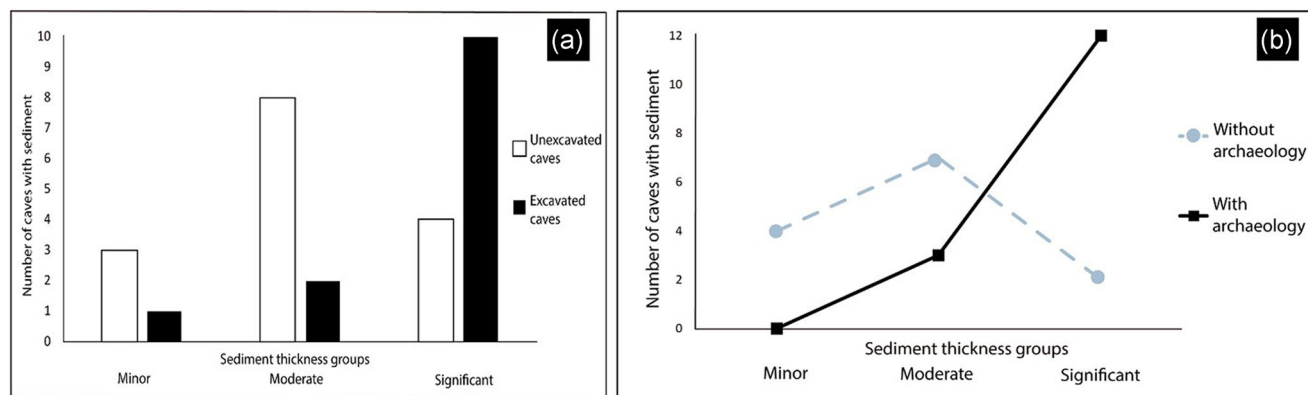 (a)
Number of caves with sediment
10
9
8
7
6
5
4
3
2
1
0
Unexcavated
caves
Excavated
caves
Sediment thickness groups
Minor Moderate Significant
(b)
Number of caves with sediment
12
10
8
6
4
2
0
Without
archaeology
With
archaeology
Sediment thickness groups
Minor Moderate Significant